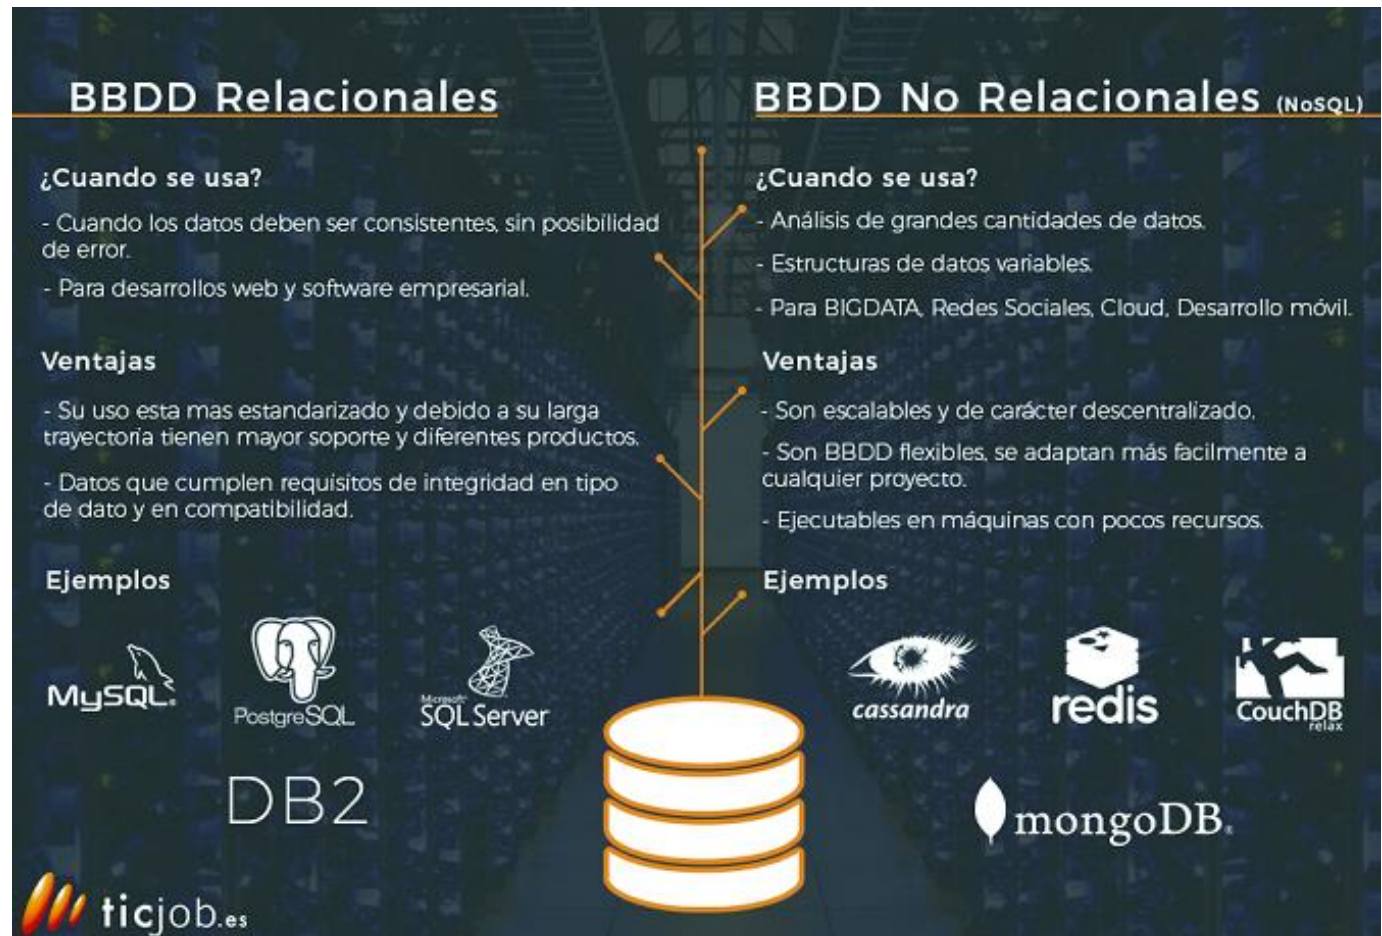 BBDD Relacionales
¿Cuando se usa?
- Cuando los datos deben ser consistentes, sin posibilidad
de error.
- Para desarrollos web y software empresarial.
Ventajas
- Su uso esta mas estandarizado y debido a su larga
trayectoria tienen mayor soporte y diferentes productos.
- Datos que cumplen requisitos de integridad en tipo
de dato y en compatibilidad.
Ejemplos
MySQL
PostgreSQL
Microsoft
SQL Server
DB2
ticjob.es
BBDD No Relacionales (NoSQL)
¿Cuando se usa?
- Análisis de grandes cantidades de datos.
- Estructuras de datos variables.
- Para BIGDATA, Redes Sociales, Cloud, Desarrollo móvil.
Ventajas
- Son escalables y de carácter descentralizado.
- Son BBDD flexibles, se adaptan más facilmente a
cualquier proyecto.
- Ejecutables en máquinas con pocos recursos.
Ejemplos
cassandra
redis
CouchDB
relax
mongoDB®